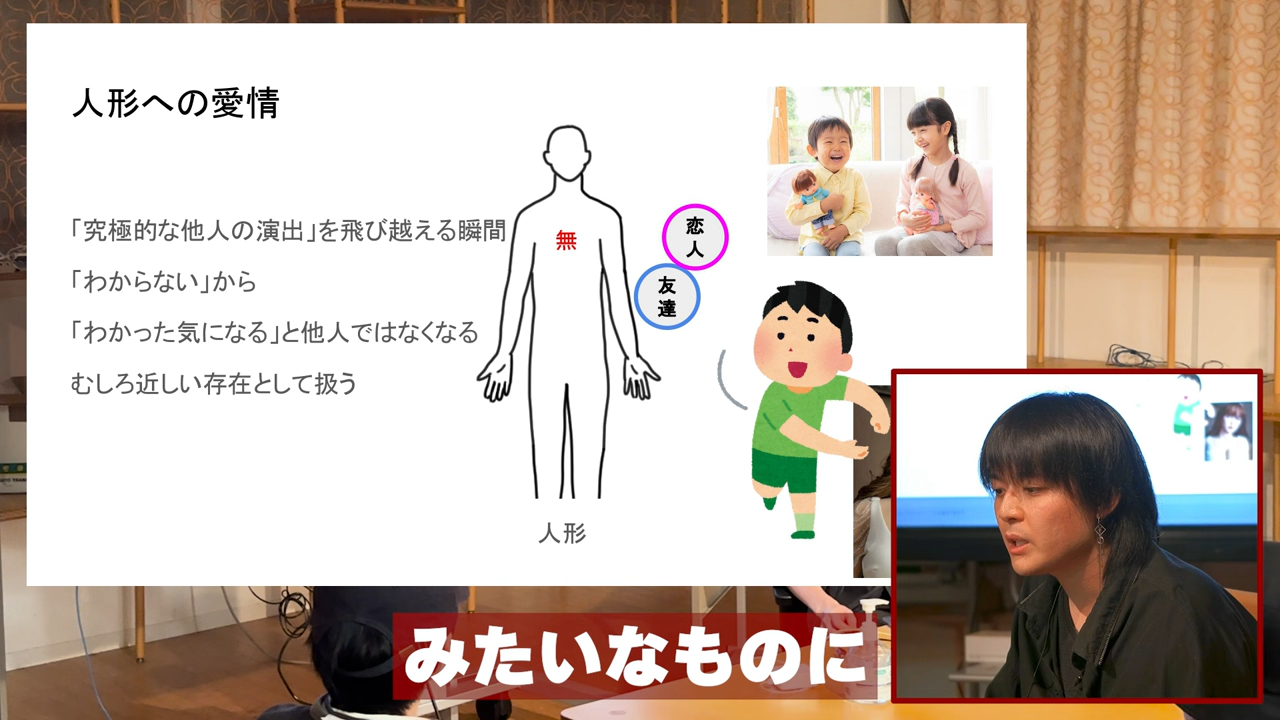 人形への愛情
「究極的な他人の演出」を飛び越える瞬間
「わからない」から
「わかった気になる」と他人ではなくなる
むしろ近しい存在として扱う
無
恋人
友達
人形
みたいなものに